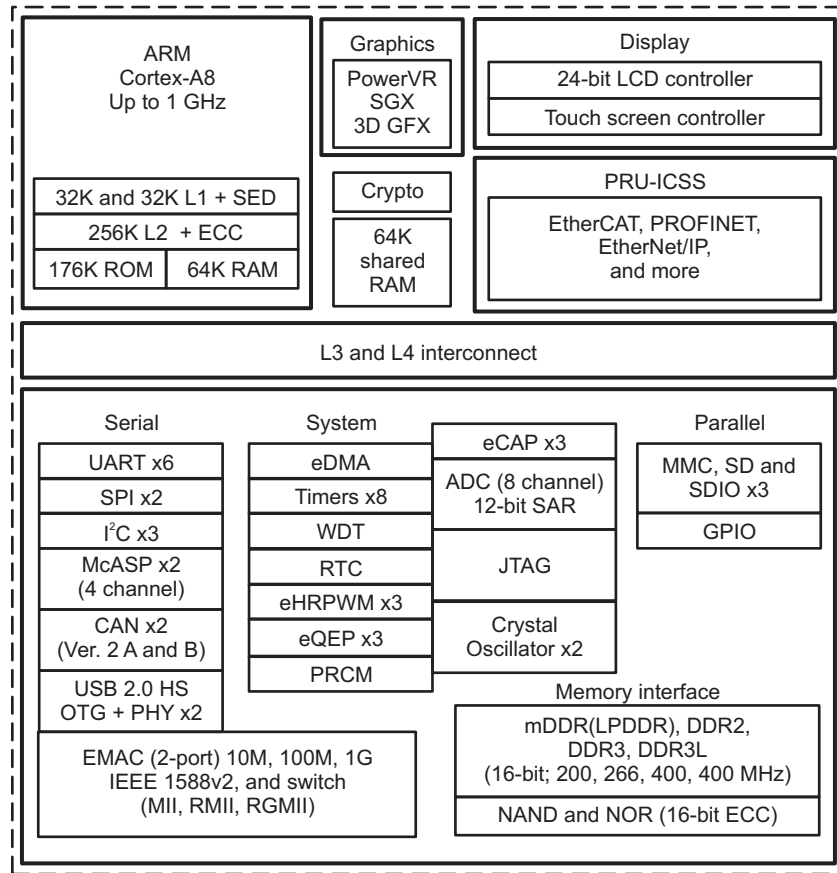 ARM
Cortex-A8
Up to 1 GHz
32K and 32K L1 + SED
256K L2 + ECC
176K ROM
64K RAM
Graphics
PowerVR
SGX
3D GFX
Crypto
64K
shared
RAM
Display
24-bit LCD controller
Touch screen controller
PRU-ICSS
EtherCAT, PROFINET,
EtherNet/IP,
and more
L3 and L4 interconnect
Serial
UART x6
SPI x2
I²C x3
McASP x2
(4 channel)
CAN x2
(Ver. 2 A and B)
USB 2.0 HS
OTG + PHY x2
EMAC (2-port) 10M, 100M, 1G
IEEE 1588v2, and switch
(MII, RMII, RGMII)
System
eDMA
Timers x8
WDT
RTC
eHRPWM x3
eQEP x3
PRCM
eCAP x3
ADC (8 channel)
12-bit SAR
JTAG
Crystal
Oscillator x2
Parallel
MMC, SD and
SDIO x3
GPIO
Memory interface
mDDR(LPDDR), DDR2,
DDR3, DDR3L
(16-bit; 200, 266, 400, 400 MHz)
NAND and NOR (16-bit ECC)